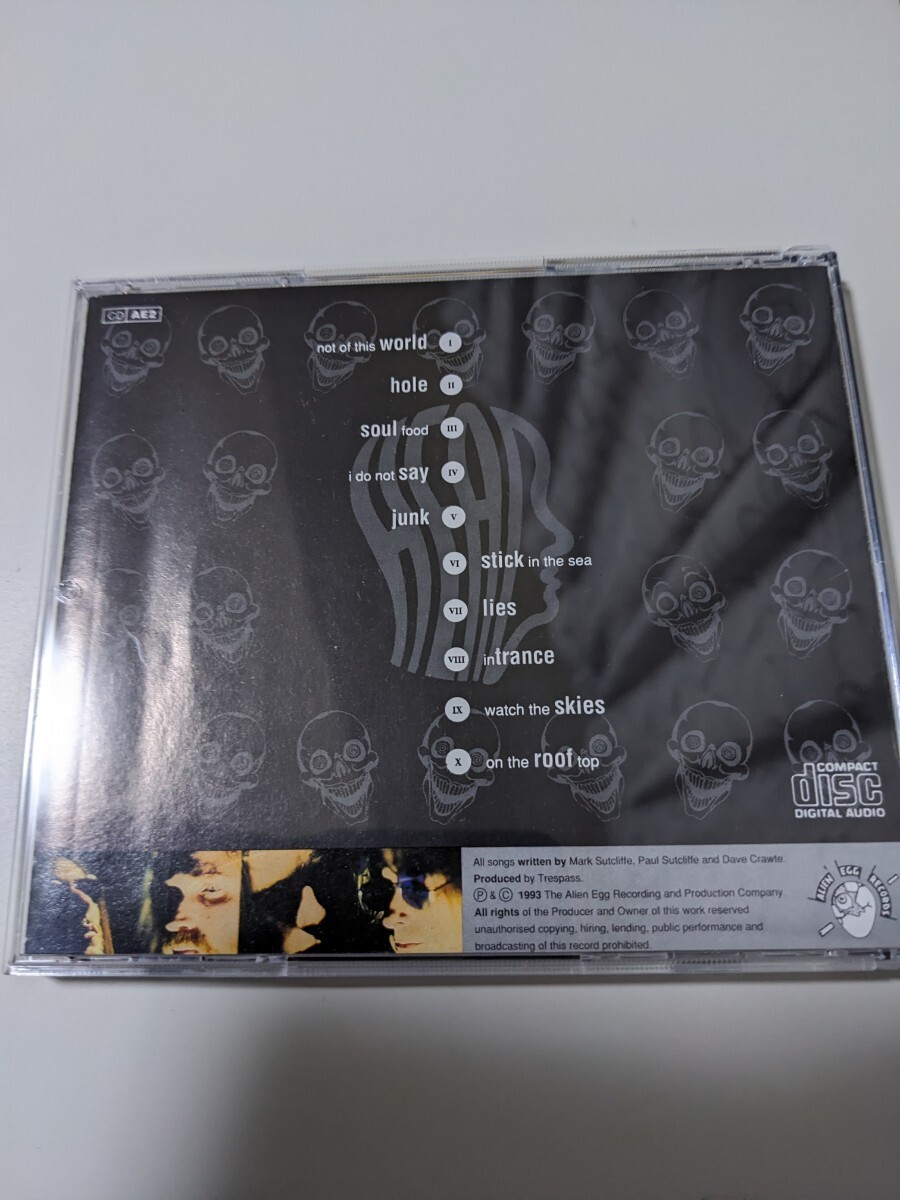 CD AE2
not of this world I
hole II
soul food III
i do not say IV
junk V
VI stick in the sea
VII lies
VIII intrance
IX watch the skies
X on the roof top
HEAD
COMPACT
disc
DIGITAL AUDIO
All songs written by Mark Sutcliffe, Paul Sutcliffe and Dave Crawte.
Produced by Trespass.
Ⓟ & © 1993 The Alien Egg Recording and Production Company
All rights of the Producer and Owner of this work reserved
unauthorised copying, hiring, lending, public performance and
broadcasting of this record prohibited.
ALIEN EGG RECORDS